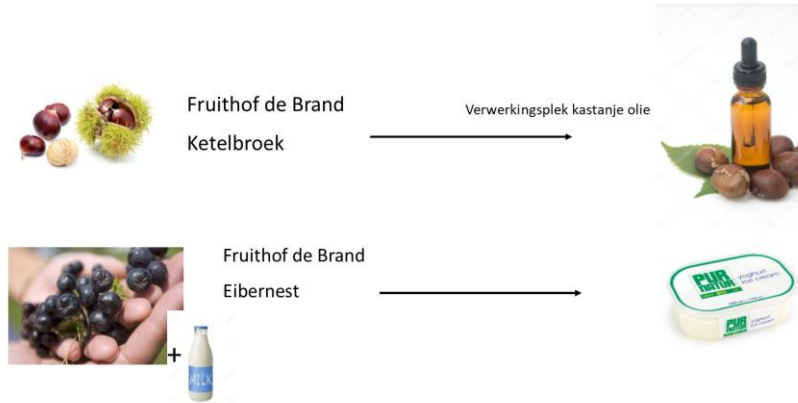 Fruithof de Brand
Ketelbroek
Verwerkingsplek kastanje olie
Fruithof de Brand
Eibernest
+
MILK
PUR
NATUR
yoghurt
ice cream
PUR
NATUR